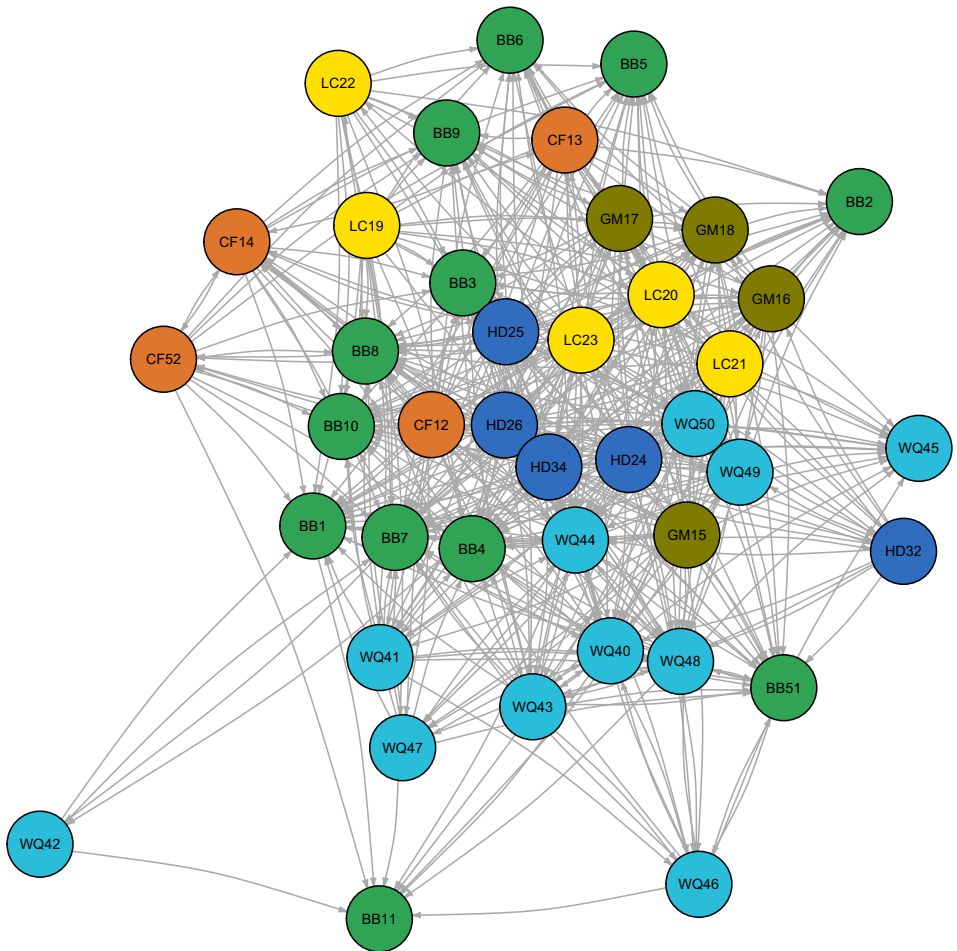 BB6
BB5
LC22
BB9
CF13
BB2
GM17
LC19
GM18
CF14
BB3
LC20
GM16
HD25
LC23
BB8
CF52
LC21
BB10
CF12
HD26
WQ50
WQ45
HD24
HD34
WQ49
BB1
BB7
GM15
WQ44
BB4
HD32
WQ40
WQ41
WQ48
BB51
WQ43
WQ47
WQ42
WQ46
BB11